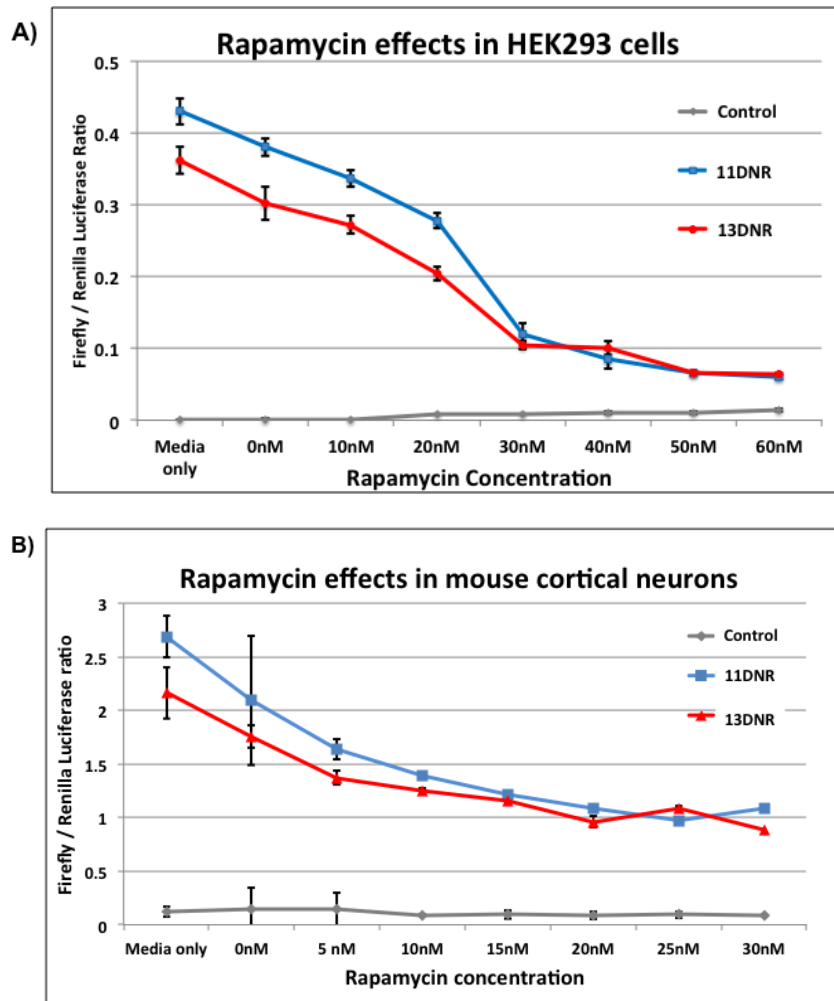 A)
Rapamycin effects in HEK293 cells
Firefly / Renilla Luciferase Ratio
0.5
0.4
0.3
0.2
0.1
0
Control
11DNR
13DNR
Media only 0nM 10nM 20nM 30nM 40nM 50nM 60nM
Rapamycin Concentration
B)
Rapamycin effects in mouse cortical neurons
Firefly / Renilla Luciferase ratio
3
2.5
2
1.5
1
0.5
0
Control
11DNR
13DNR
Media only 0nM 5 nM 10nM 15nM 20nM 25nM 30nM
Rapamycin concentration